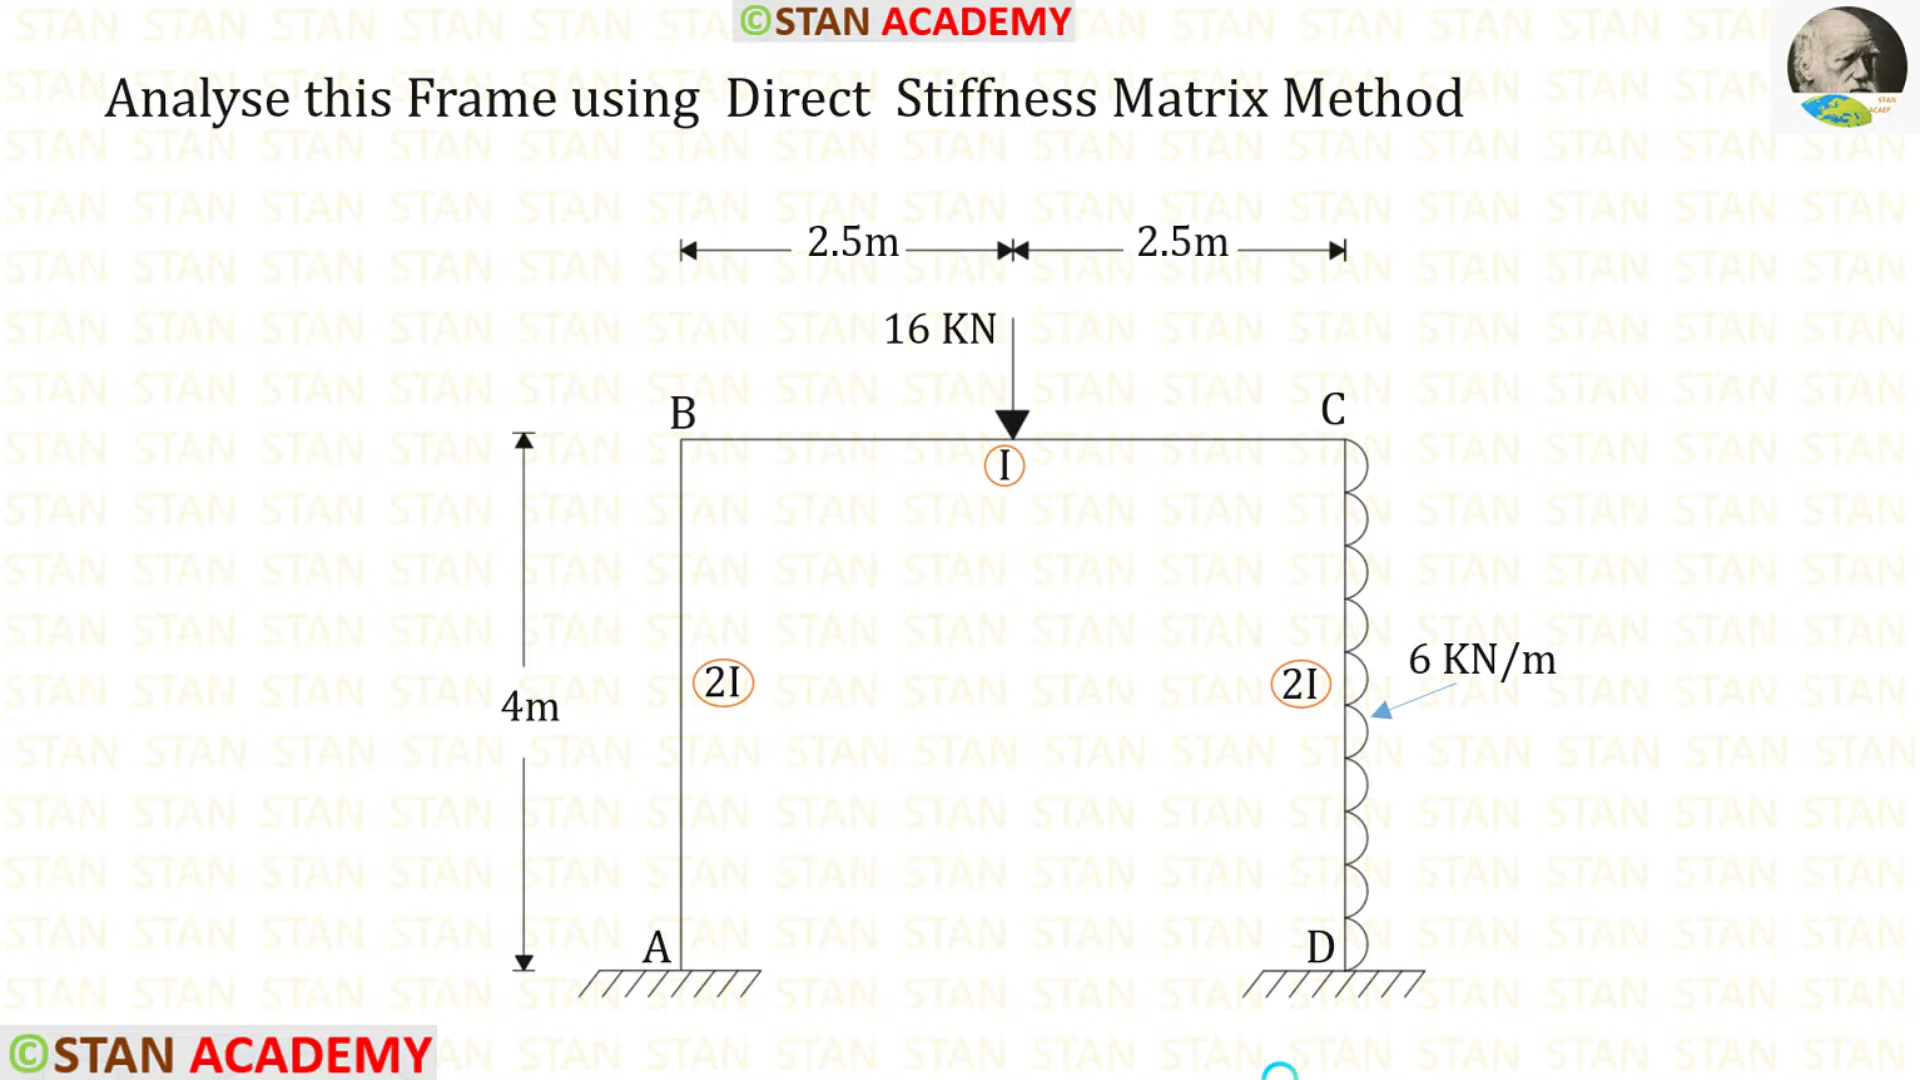 ©STAN ACADEMY
Analyse this Frame using Direct Stiffness Matrix Method
2.5m 2.5m
16 KN
B C
I
6 KN/m
2I 2I
4m
A D
©STAN ACADEMY